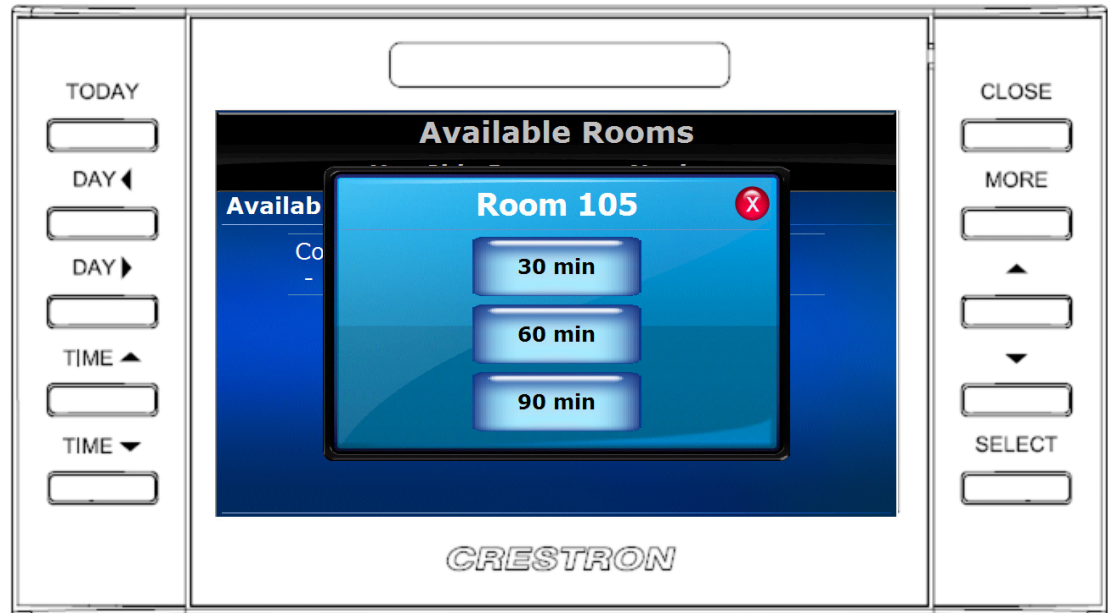 TODAY
DAY
DAY
TIME
TIME
Available Rooms
Availab
Co
-
Room 105
X
30 min
60 min
90 min
CRESTRON
CLOSE
MORE
SELECT